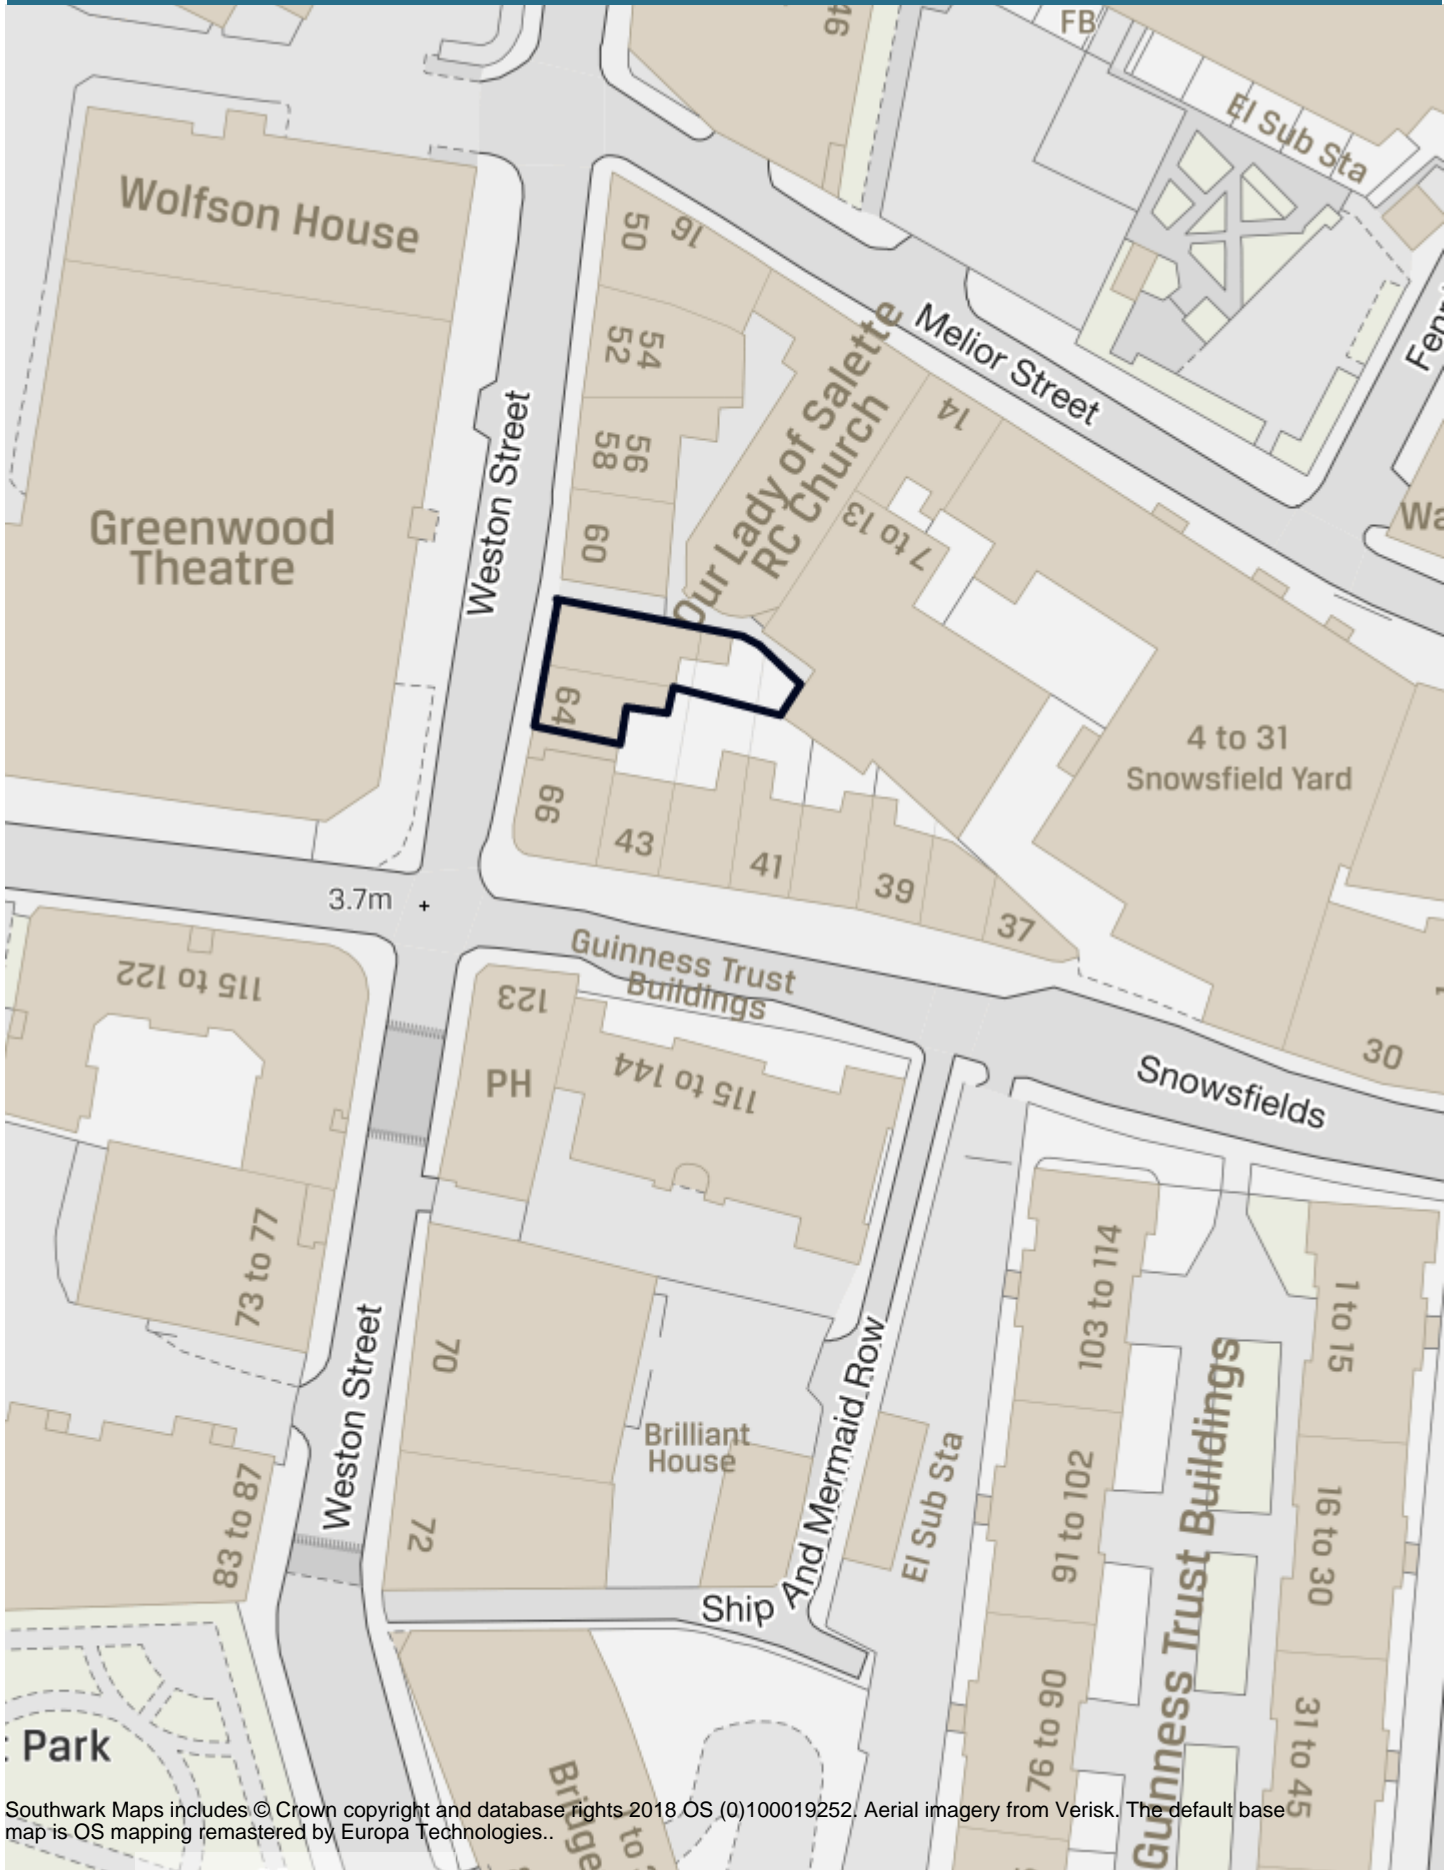 46
FB
El Sub Sta
Wolfson House
50
16
52
54
Melior Street
Our Lady of Salette
RC Church
14
Weston Street
58
56
Greenwood
Theatre
60
7 to 13
64
4 to 31
Snowsfield Yard
66
43
41
39
37
3.7m
Guinness Trust
Buildings
115 to 122
123
PH
115 to 144
30
Snowsfields
73 to 77
103 to 114
1 to 15
70
Weston Street
Brilliant
House
83 to 87
72
Ship And Mermaid Row
El Sub Sta
91 to 102
16 to 30
Guinness Trust Buildings
76 to 90
31 to 45
Park
Southwark Maps includes © Crown copyright and database rights 2018 OS (0)100019252. Aerial imagery from Verisk. The default base
map is OS mapping remastered by Europa Technologies..